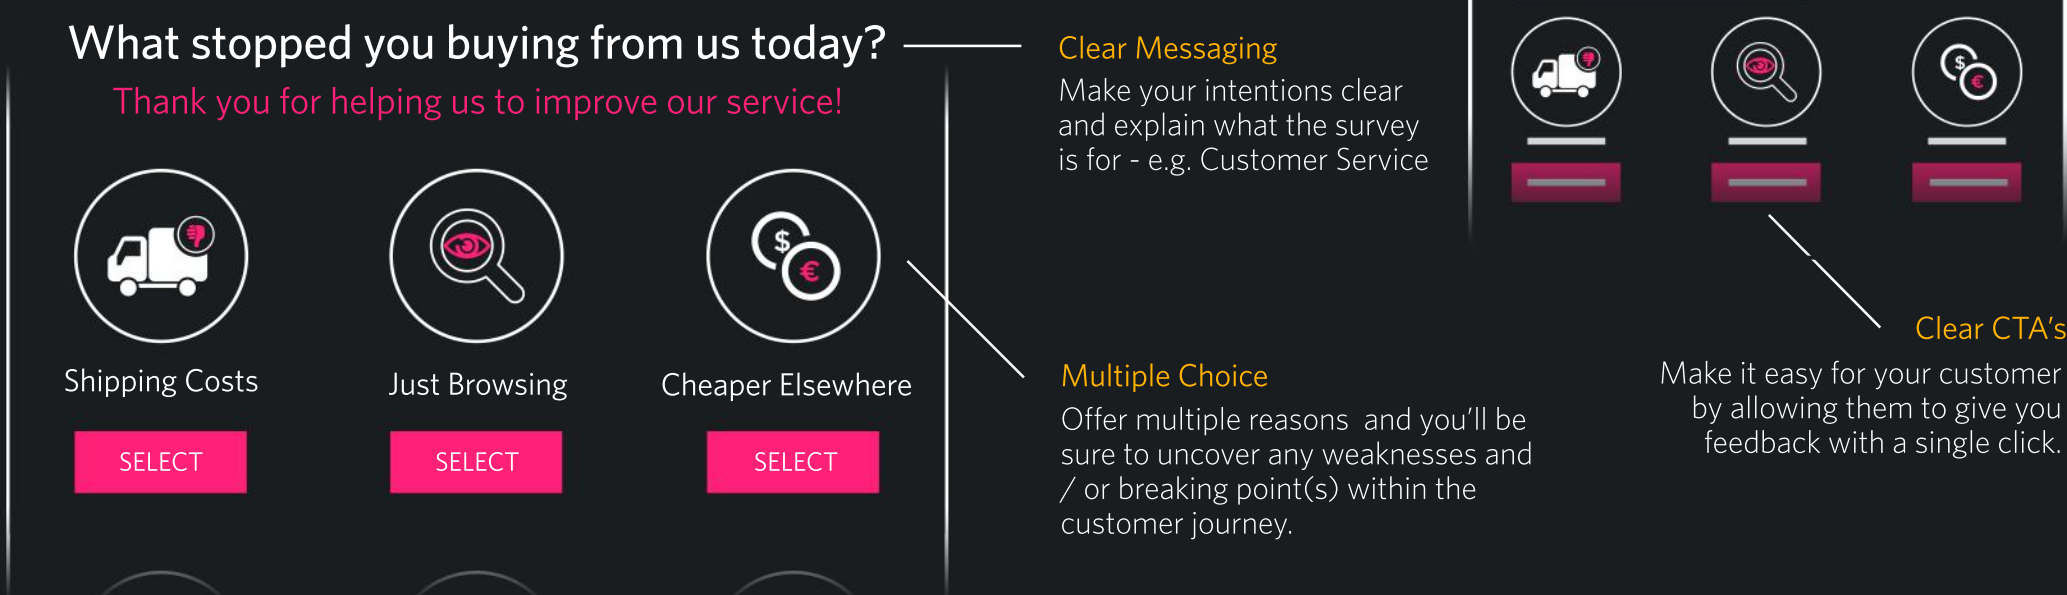 What stopped you buying from us today?
Thank you for helping us to improve our service!
Shipping Costs
Just Browsing
Cheaper Elsewhere
SELECT
SELECT
SELECT
Clear Messaging
Make your intentions clear
and explain what the survey
is for - e.g. Customer Service
Multiple Choice
Offer multiple reasons  and you'll be
sure to uncover any weaknesses and
/ or breaking point(s) within the
customer journey.
Clear CTA's
Make it easy for your customer
by allowing them to give you
feedback with a single click.